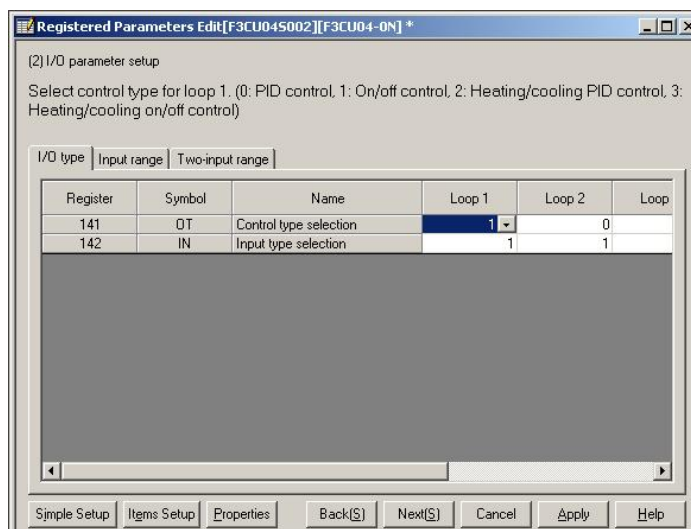 Registered Parameters Edit[F3CU04S002][F3CU04-0N] *
(2) I/O parameter setup
Select control type for loop 1. (0: PID control, 1: On/off control, 2: Heating/cooling PID control, 3:
Heating/cooling on/off control)
I/O type Input range Two-input range
Register Symbol Name Loop 1 Loop 2 Loop
141 OT Control type selection 1 0
142 IN Input type selection 1 1
Simple Setup Items Setup Properties Back(S) Next(S) Cancel Apply Help